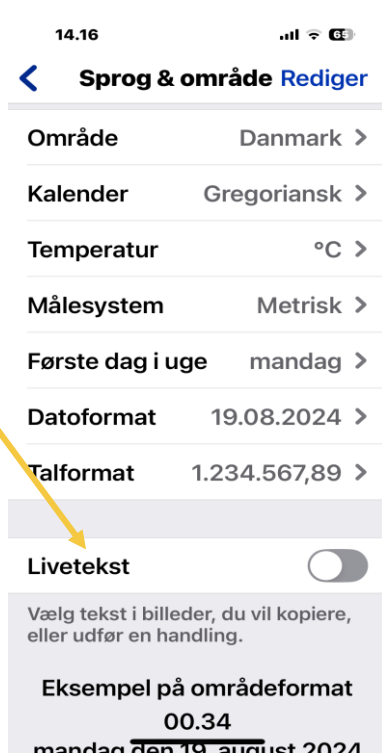 14.16 65
Sprog & område Rediger
Område Danmark
Kalender Gregoriansk
Temperatur °C
Målesystem Metrisk
Første dag i uge mandag
Datoformat 19.08.2024
Talformat 1.234.567,89
Livetekst
Vælg tekst i billeder, du vil kopiere,
eller udfør en handling.
Eksempel på områdeformat
00.34
mandag den 19. august 2024